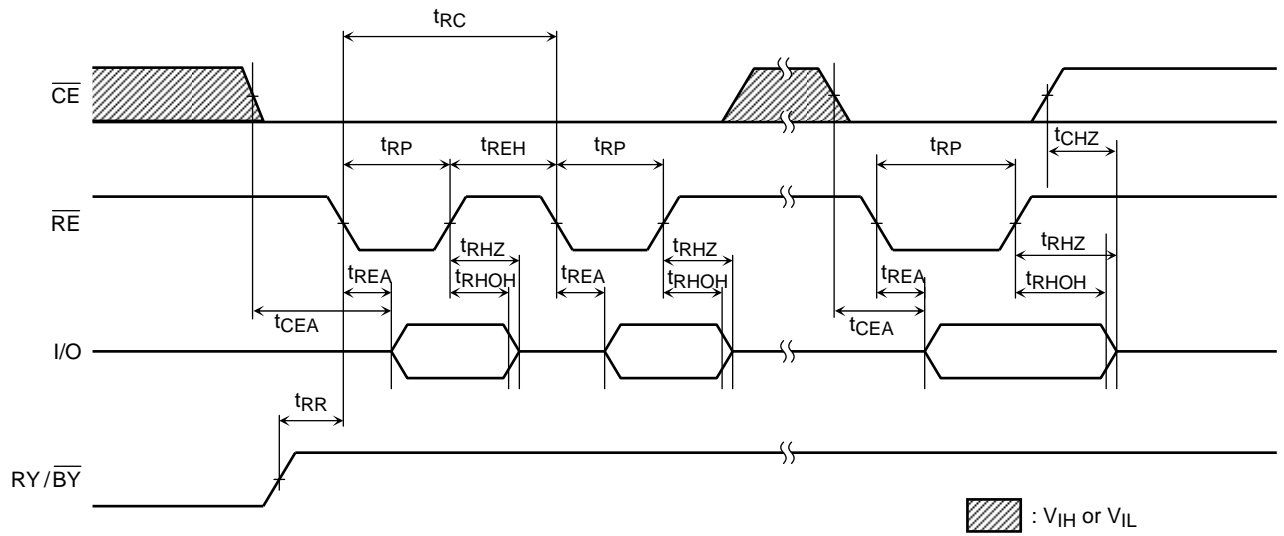 tRC
CE
tCHZ
tRP tREH tRP tRP
RE
tRHZ tRHZ tRHZ
tREA tRHOH tREA tRHOH tREA tRHOH
tCEA tCEA
I/O
tRR
RY/BY
: VIH or VIL